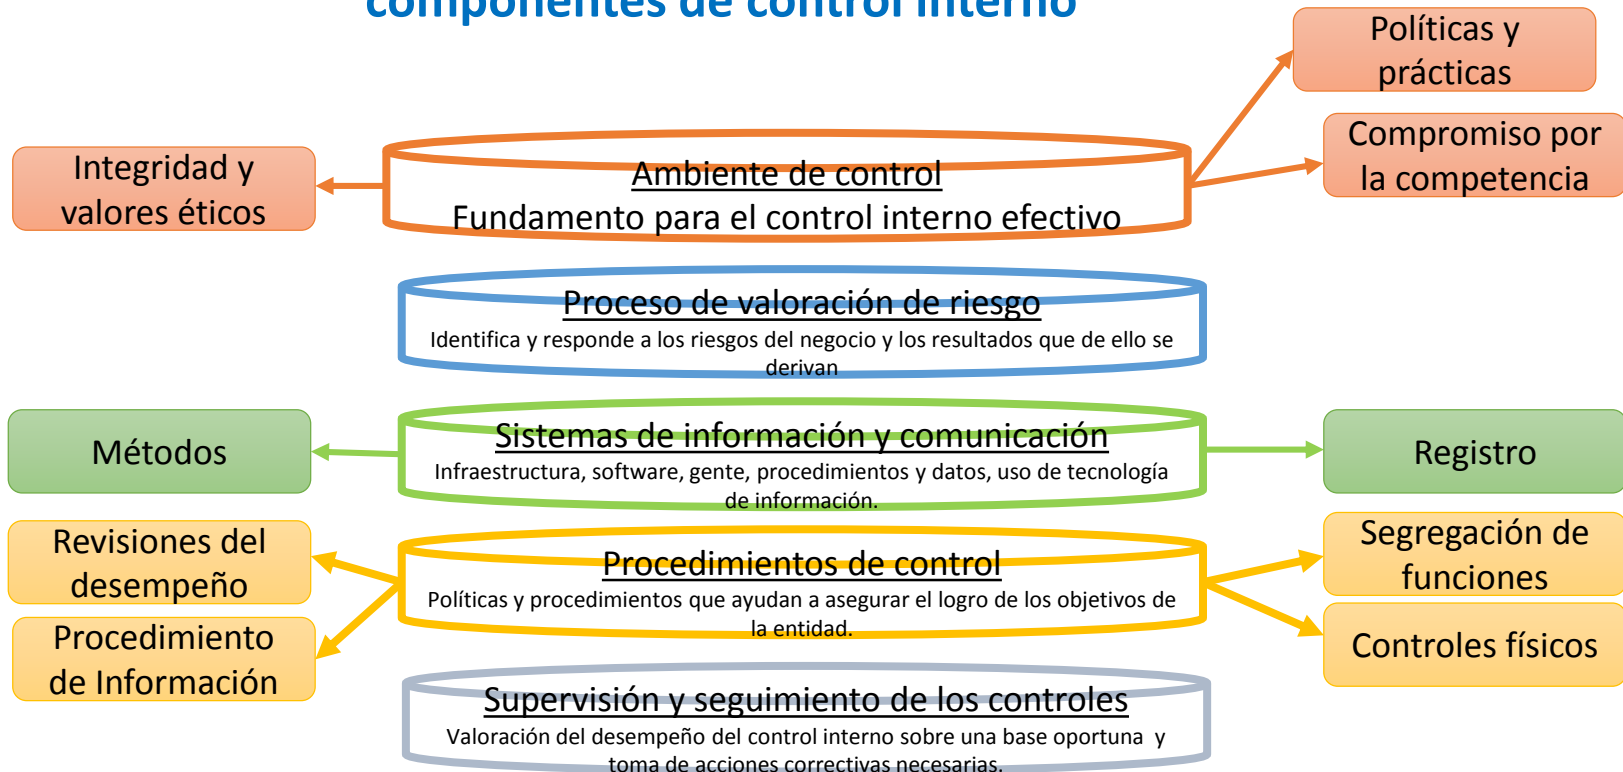 componentes de control interno
Políticas y
prácticas
Compromiso por
la competencia
Integridad y
valores éticos
Ambiente de control
Fundamento para el control interno efectivo
Proceso de valoración de riesgo
Identifica y responde a los riesgos del negocio y los resultados que de ello se
derivan
Métodos
Sistemas de información y comunicación
Infraestructura, software, gente, procedimientos y datos, uso de tecnología
de información.
Registro
Revisiones del
desempeño
Procedimiento
de Información
Procedimientos de control
Políticas y procedimientos que ayudan a asegurar el logro de los objetivos de
la entidad.
Segregación de
funciones
Controles físicos
Supervisión y seguimiento de los controles
Valoración del desempeño del control interno sobre una base oportuna y
toma de acciones correctivas necesarias.